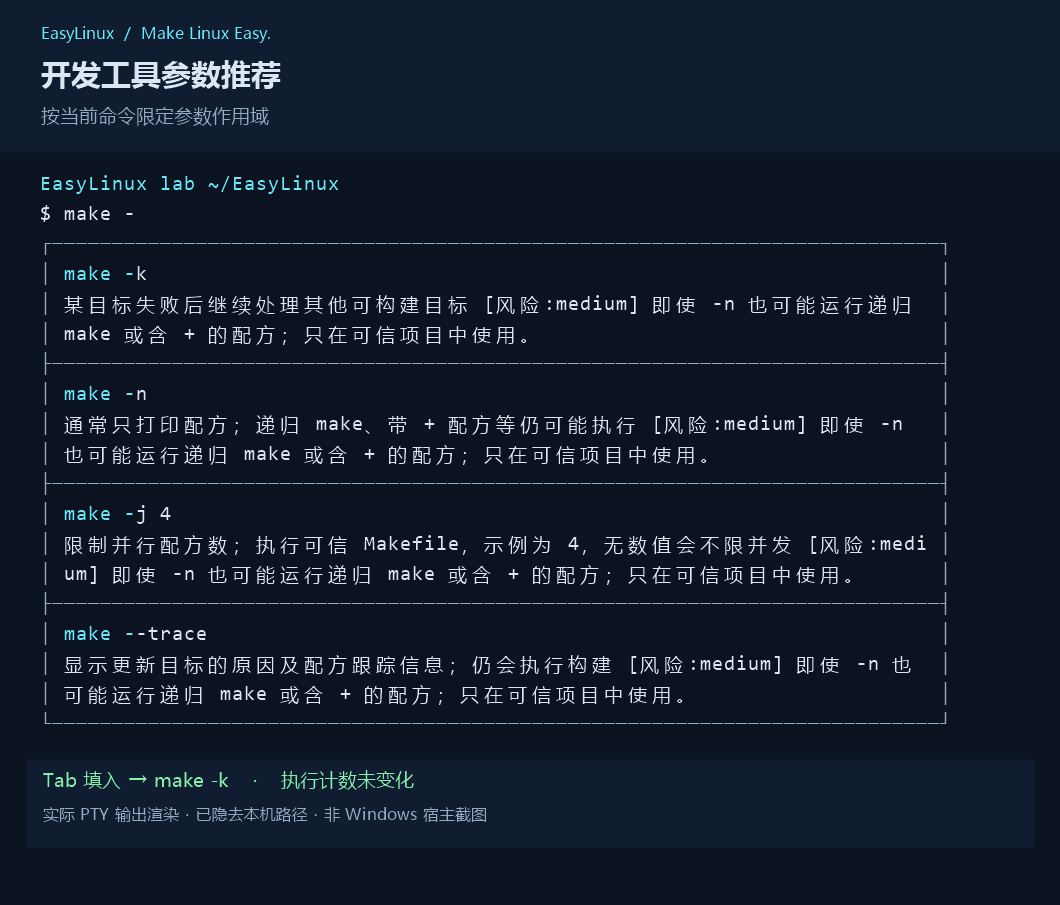 EasyLinux / Make Linux Easy.
开发工具参数推荐
按当前命令限定参数作用域
EasyLinux lab ~/EasyLinux
$ make -
make -k
某目标失败后继续处理其他可构建目标 [风险:medium] 即使 -n 也可能运行递归
make 或含 + 的配方；只在可信项目中使用。
make -n
通常只打印配方；递归 make、带 + 配方等仍可能执行 [风险:medium] 即使 -n
也可能运行递归 make 或含 + 的配方；只在可信项目中使用。
make -j 4
限制并行配方数；执行可信 Makefile，示例为 4，无数值会不限并发 [风险:medi
um] 即使 -n 也可能运行递归 make 或含 + 的配方；只在可信项目中使用。
make --trace
显示更新目标的原因及配方跟踪信息；仍会执行构建 [风险:medium] 即使 -n 也
可能运行递归 make 或含 + 的配方；只在可信项目中使用。
Tab 填入 → make -k · 执行计数未变化
实际 PTY 输出渲染 · 已隐去本机路径 · 非 Windows 宿主截图